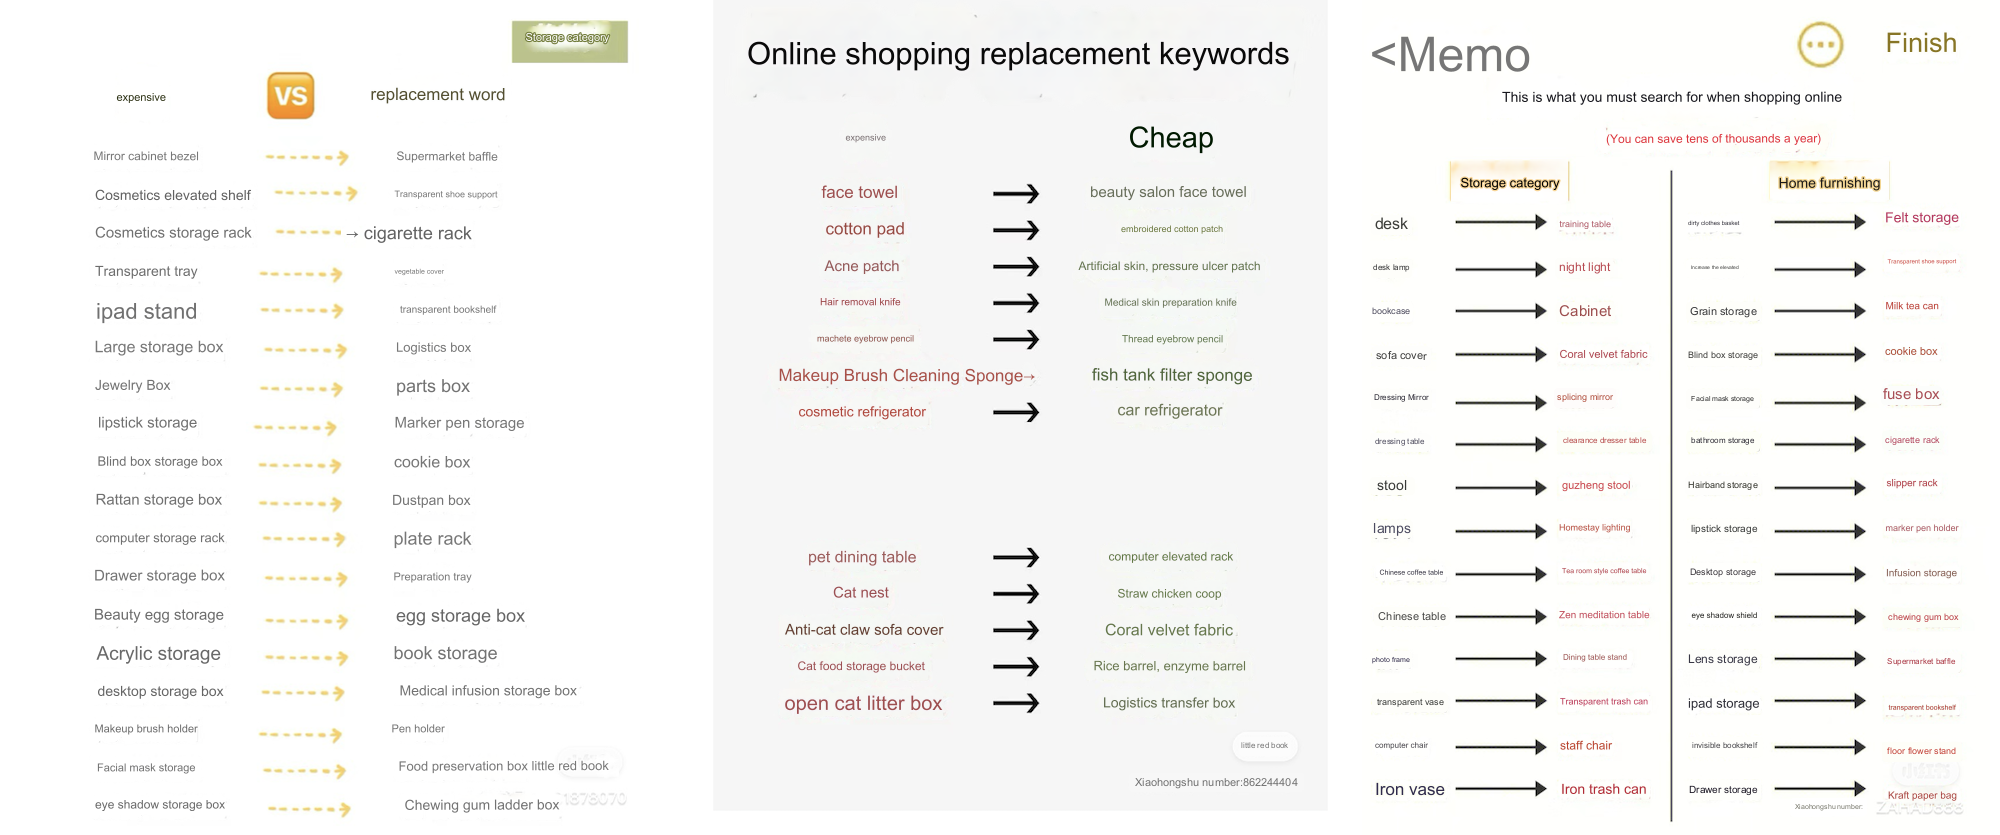 Storage category
expensive VS replacement word
Mirror cabinet bezel Supermarket baffle
Cosmetics elevated shelf Transparent shoe support
Cosmetics storage rack → cigarette rack
Transparent tray vegetable cover
ipad stand transparent bookshelf
Large storage box Logistics box
Jewelry Box parts box
lipstick storage Marker pen storage
Blind box storage box cookie box
Rattan storage box Dustpan box
computer storage rack plate rack
Drawer storage box Preparation tray
Beauty egg storage egg storage box
Acrylic storage book storage
desktop storage box Medical infusion storage box
Makeup brush holder Pen holder
Facial mask storage Food preservation box little red book
eye shadow storage box Chewing gum ladder box
Online shopping replacement keywords
expensive Cheap
face towel beauty salon face towel
cotton pad embroidered cotton patch
Acne patch Artificial skin, pressure ulcer patch
Hair removal knife Medical skin preparation knife
machete eyebrow pencil Thread eyebrow pencil
Makeup Brush Cleaning Sponge→ fish tank filter sponge
cosmetic refrigerator car refrigerator
pet dining table computer elevated rack
Cat nest Straw chicken coop
Anti-cat claw sofa cover Coral velvet fabric
Cat food storage bucket Rice barrel, enzyme barrel
open cat litter box Logistics transfer box
little red book
Xiaohongshu number:862244404
<Memo Finish
This is what you must search for when shopping online
(You can save tens of thousands a year)
Storage category Home furnishing
desk training table dirty clothes basket Felt storage
desk lamp night light Increase the elevated Transparent shoe support
bookcase Cabinet Grain storage Milk tea can
sofa cover Coral velvet fabric Blind box storage cookie box
Dressing Mirror splicing mirror Facial mask storage fuse box
dressing table clearance dresser table bathroom storage cigarette rack
stool guzheng stool Hairband storage slipper rack
lamps Homestay lighting lipstick storage marker pen holder
Chinese coffee table Tea room style coffee table Desktop storage Infusion storage
Chinese table Zen meditation table eye shadow shield chewing gum box
photo frame Dining table stand Lens storage Supermarket baffle
transparent vase Transparent trash can ipad storage transparent bookshelf
computer chair staff chair invisible bookshelf floor flower stand
Iron vase Iron trash can Drawer storage Kraft paper bag
Xiaohongshu number: